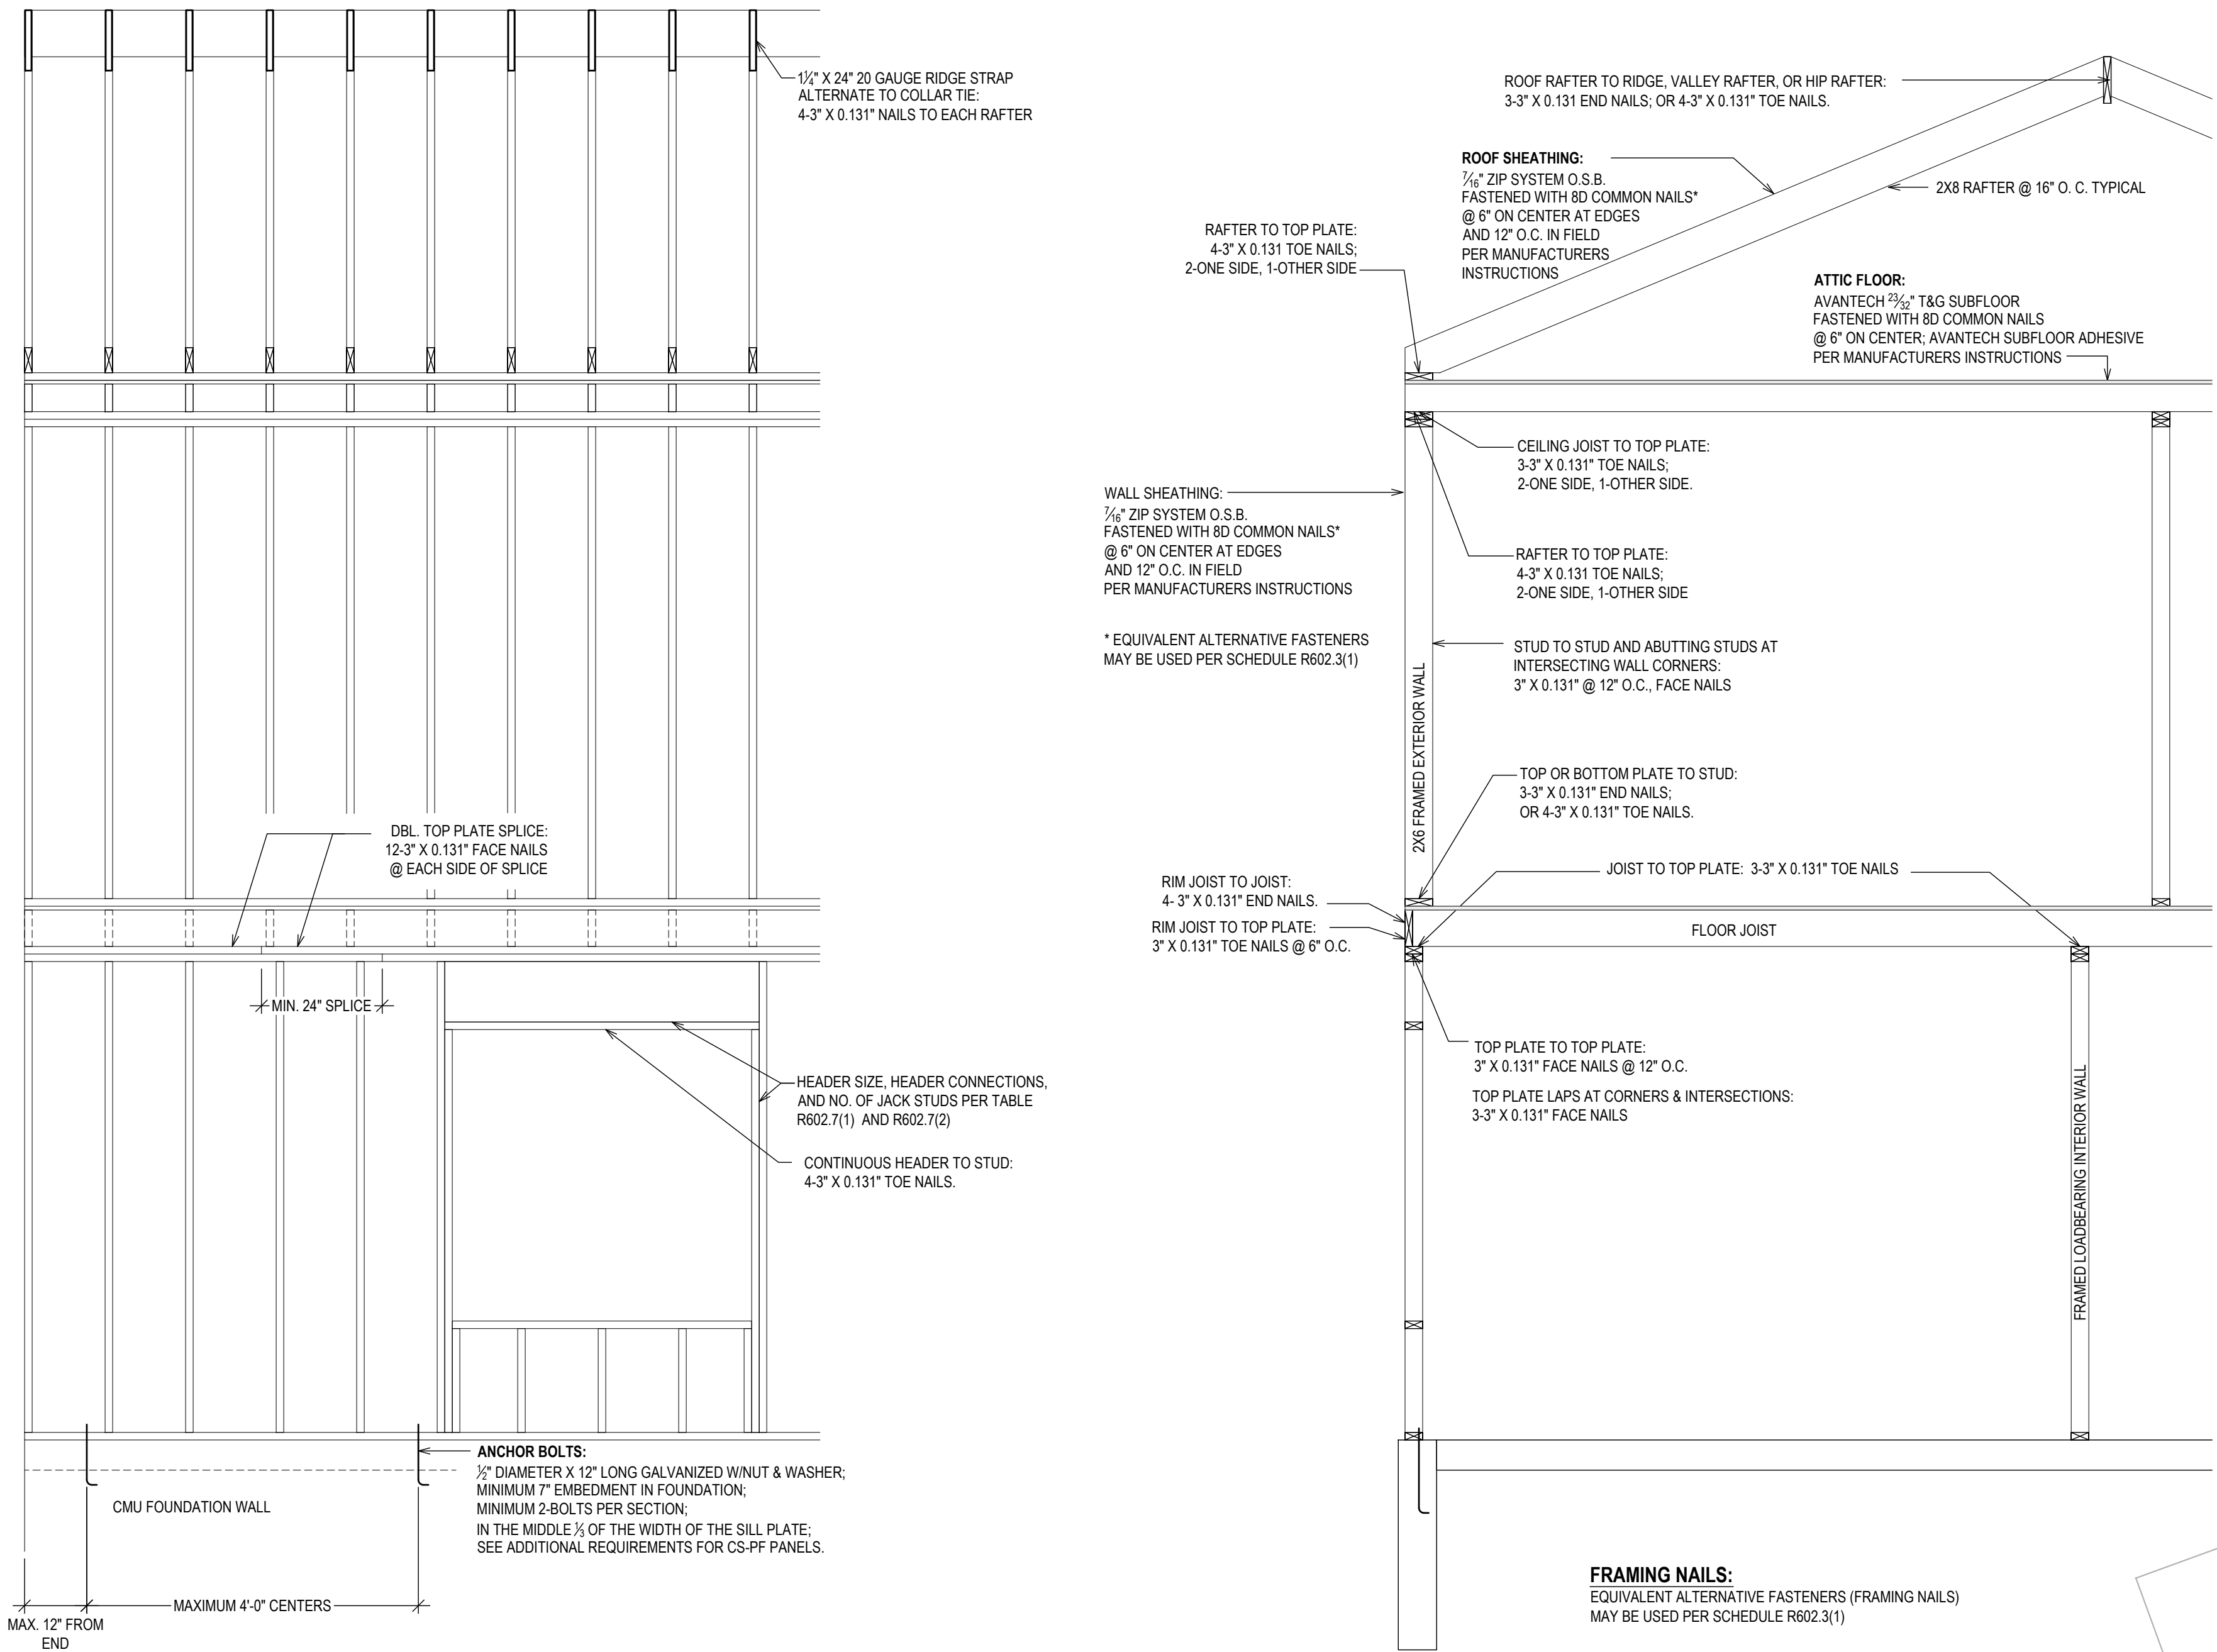 1¼" X 24" 20 GAUGE RIDGE STRAP
ALTERNATE TO COLLAR TIE:
4-3" X 0.131" NAILS TO EACH RAFTER
DBL. TOP PLATE SPLICE:
12-3" X 0.131" FACE NAILS
@ EACH SIDE OF SPLICE
MIN. 24" SPLICE
HEADER SIZE, HEADER CONNECTIONS,
AND NO. OF JACK STUDS PER TABLE
R602.7(1) AND R602.7(2)
CONTINUOUS HEADER TO STUD:
4-3" X 0.131" TOE NAILS.
ANCHOR BOLTS:
½" DIAMETER X 12" LONG GALVANIZED W/NUT & WASHER;
MINIMUM 7" EMBEDMENT IN FOUNDATION;
MINIMUM 2-BOLTS PER SECTION;
IN THE MIDDLE ⅓ OF THE WIDTH OF THE SILL PLATE;
SEE ADDITIONAL REQUIREMENTS FOR CS-PF PANELS.
CMU FOUNDATION WALL
MAXIMUM 4'-0" CENTERS
MAX. 12" FROM
END
ROOF RAFTER TO RIDGE, VALLEY RAFTER, OR HIP RAFTER:
3-3" X 0.131 END NAILS; OR 4-3" X 0.131" TOE NAILS.
ROOF SHEATHING:
7⁄16" ZIP SYSTEM O.S.B.
FASTENED WITH 8D COMMON NAILS*
@ 6" ON CENTER AT EDGES
AND 12" O.C. IN FIELD
PER MANUFACTURERS
INSTRUCTIONS
2X8 RAFTER @ 16" O. C. TYPICAL
RAFTER TO TOP PLATE:
4-3" X 0.131 TOE NAILS;
2-ONE SIDE, 1-OTHER SIDE
ATTIC FLOOR:
AVANTECH 23⁄32" T&G SUBFLOOR
FASTENED WITH 8D COMMON NAILS
@ 6" ON CENTER; AVANTECH SUBFLOOR ADHESIVE
PER MANUFACTURERS INSTRUCTIONS
CEILING JOIST TO TOP PLATE:
3-3" X 0.131" TOE NAILS;
2-ONE SIDE, 1-OTHER SIDE.
WALL SHEATHING:
7⁄16" ZIP SYSTEM O.S.B.
FASTENED WITH 8D COMMON NAILS*
@ 6" ON CENTER AT EDGES
AND 12" O.C. IN FIELD
PER MANUFACTURERS INSTRUCTIONS
* EQUIVALENT ALTERNATIVE FASTENERS
MAY BE USED PER SCHEDULE R602.3(1)
RAFTER TO TOP PLATE:
4-3" X 0.131 TOE NAILS;
2-ONE SIDE, 1-OTHER SIDE
STUD TO STUD AND ABUTTING STUDS AT
INTERSECTING WALL CORNERS:
3" X 0.131" @ 12" O.C., FACE NAILS
2X6 FRAMED EXTERIOR WALL
TOP OR BOTTOM PLATE TO STUD:
3-3" X 0.131" END NAILS;
OR 4-3" X 0.131" TOE NAILS.
JOIST TO TOP PLATE: 3-3" X 0.131" TOE NAILS
RIM JOIST TO JOIST:
4- 3" X 0.131" END NAILS.
RIM JOIST TO TOP PLATE:
3" X 0.131" TOE NAILS @ 6" O.C.
FLOOR JOIST
TOP PLATE TO TOP PLATE:
3" X 0.131" FACE NAILS @ 12" O.C.
TOP PLATE LAPS AT CORNERS & INTERSECTIONS:
3-3" X 0.131" FACE NAILS
FRAMED LOADBEARING INTERIOR WALL
FRAMING NAILS:
EQUIVALENT ALTERNATIVE FASTENERS (FRAMING NAILS)
MAY BE USED PER SCHEDULE R602.3(1)